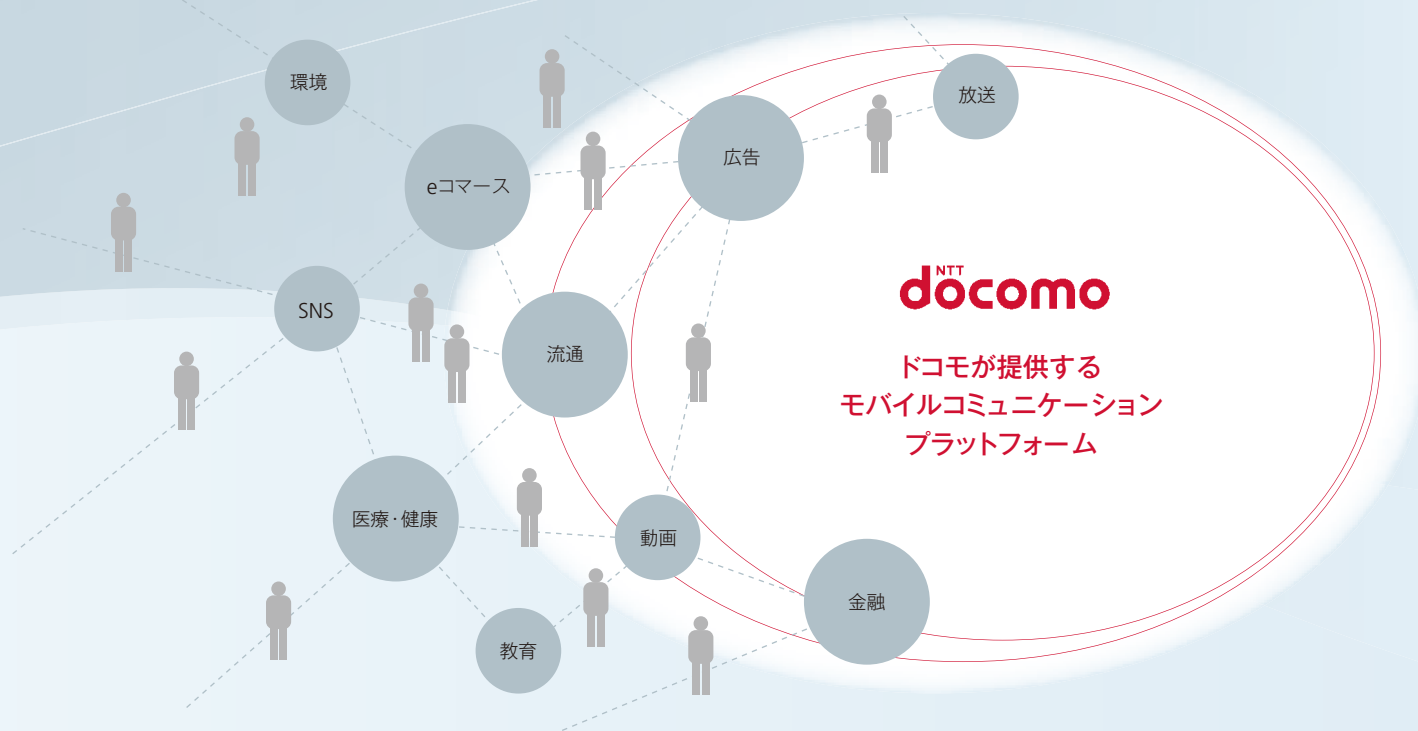 環境
放送
広告
eコマース
NTT
docomo
SNS
流通
ドコモが提供する
モバイルコミュニケーション
プラットフォーム
医療・健康
動画
金融
教育